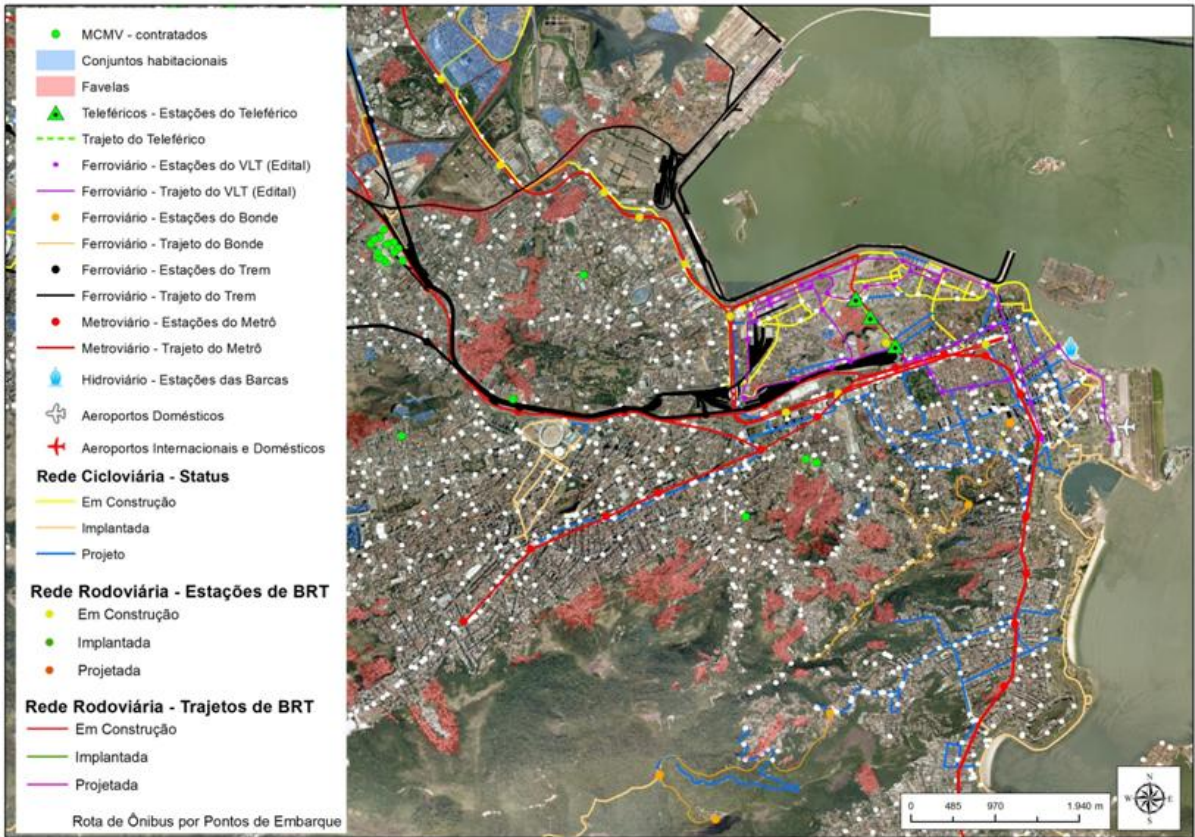 MCMV - contratados
Conjuntos habitacionais
Favelas
Teleféricos - Estações do Teleférico
Trajeto do Teleférico
Ferroviário - Estações do VLT (Edital)
Ferroviário - Trajeto do VLT (Edital)
Ferroviário - Estações do Bonde
Ferroviário - Trajeto do Bonde
Ferroviário - Estações do Trem
Ferroviário - Trajeto do Trem
Metroviário - Estações do Metrô
Metroviário - Trajeto do Metrô
Hidroviário - Estações das Barcas
Aeroportos Domésticos
Aeroportos Internacionais e Domésticos
Rede Cicloviária - Status
Em Construção
Implantada
Projeto
Rede Rodoviária - Estações de BRT
Em Construção
Implantada
Projetada
Rede Rodoviária - Trajetos de BRT
Em Construção
Implantada
Projetada
Rota de Ônibus por Pontos de Embarque
0 485 970 1.940 m
N
W E
S